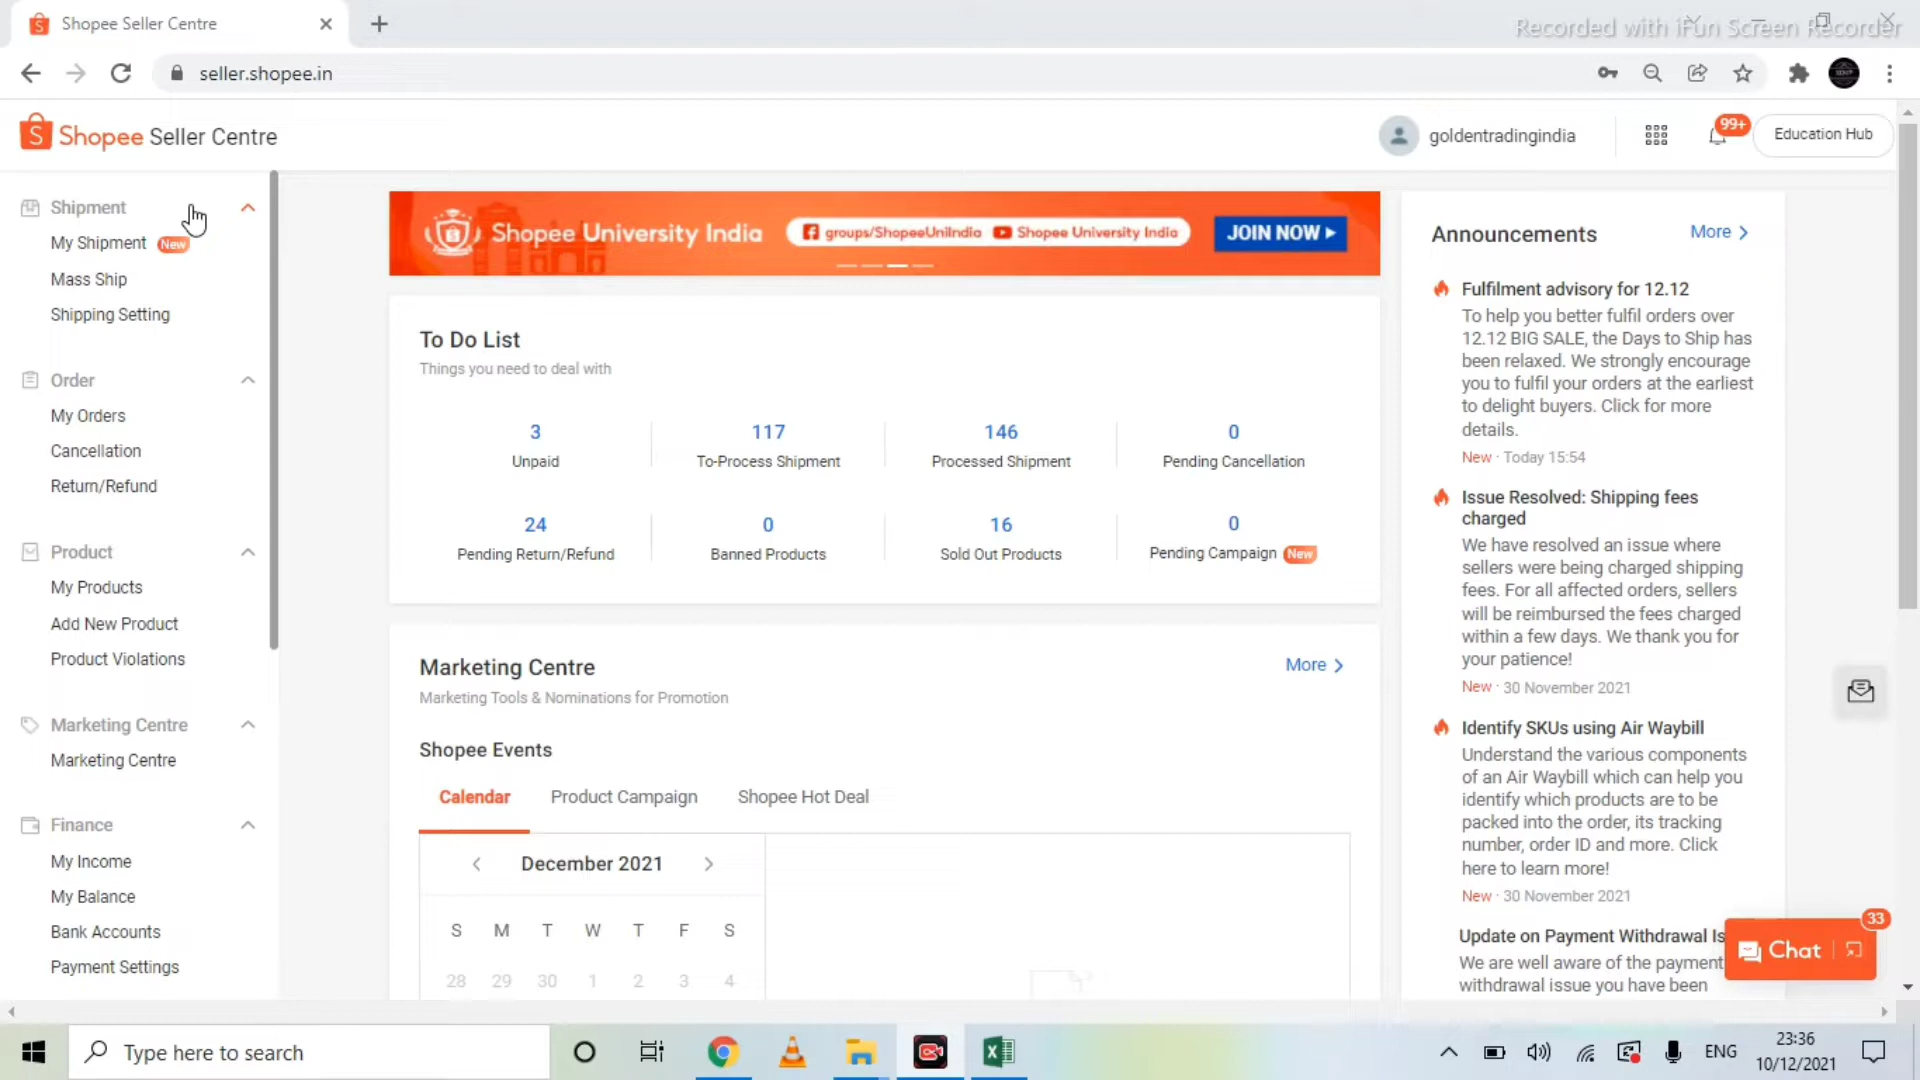 Shopee Seller Centre
Recorded with iFun Screen Recorder
seller.shopee.in
Shopee Seller Centre
goldentradingindia
99+
Education Hub
Shipment
My Shipment New
Mass Ship
Shipping Setting
Order
My Orders
Cancellation
Return/Refund
Product
My Products
Add New Product
Product Violations
Marketing Centre
Marketing Centre
Finance
My Income
My Balance
Bank Accounts
Payment Settings
Shopee University India
groups/ShopeeUniIndia Shopee University India
JOIN NOW
To Do List
Things you need to deal with
3
Unpaid
117
To-Process Shipment
146
Processed Shipment
0
Pending Cancellation
24
Pending Return/Refund
0
Banned Products
16
Sold Out Products
0
Pending Campaign New
Marketing Centre
More
Marketing Tools & Nominations for Promotion
Shopee Events
Calendar Product Campaign Shopee Hot Deal
December 2021
S M T W T F S
28 29 30 1 2 3 4
Announcements
More
Fulfilment advisory for 12.12
To help you better fulfil orders over
12.12 BIG SALE, the Days to Ship has
been relaxed. We strongly encourage
you to fulfil your orders at the earliest
to delight buyers. Click for more
details.
New · Today 15:54
Issue Resolved: Shipping fees
charged
We have resolved an issue where
sellers were being charged shipping
fees. For all affected orders, sellers
will be reimbursed the fees charged
within a few days. We thank you for
your patience!
New · 30 November 2021
Identify SKUs using Air Waybill
Understand the various components
of an Air Waybill which can help you
identify which products are to be
packed into the order, its tracking
number, order ID and more. Click
here to learn more!
New · 30 November 2021
Update on Payment Withdrawal Is
We are well aware of the payment
withdrawal issue you have been
33
Chat
Type here to search
ENG
23:36
10/12/2021